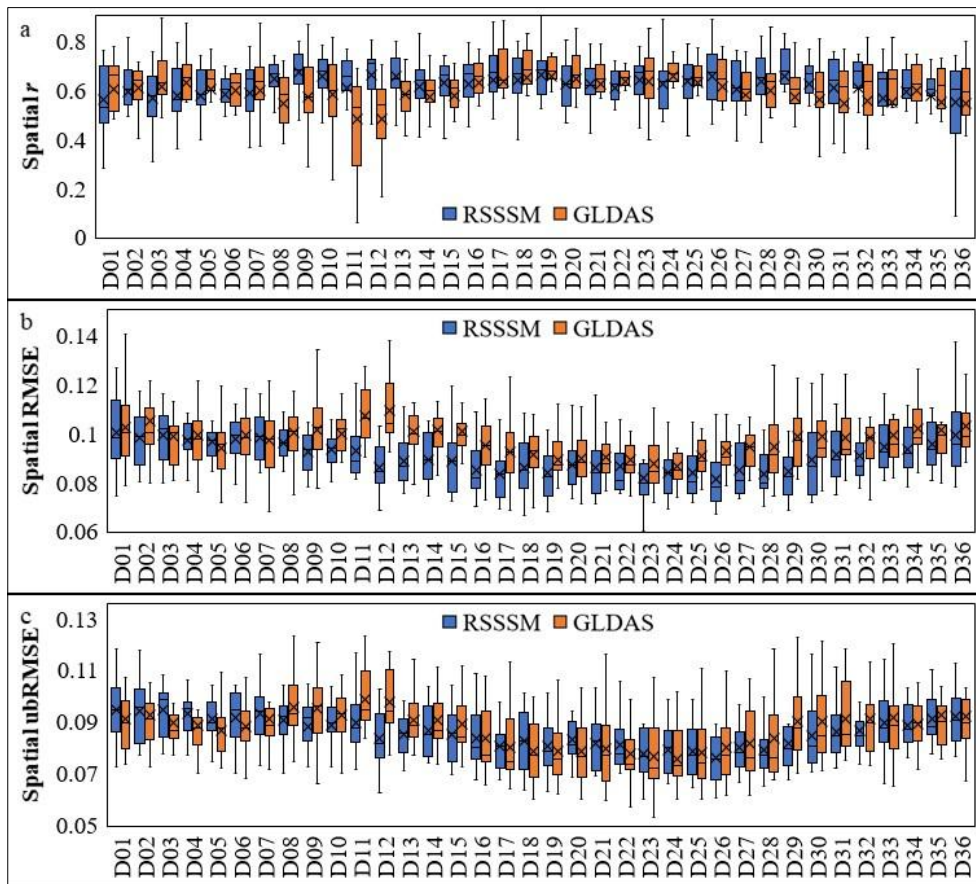 a
Spatial r
0.8
0.6
0.4
0.2
0
RSSSM GLDAS
D01 D02 D03 D04 D05 D06 D07 D08 D09 D10 D11 D12 D13 D14 D15 D16 D17 D18 D19 D20 D21 D22 D23 D24 D25 D26 D27 D28 D29 D30 D31 D32 D33 D34 D35 D36
b
Spatial RMSE
0.14
0.12
0.1
0.08
0.06
RSSSM GLDAS
D01 D02 D03 D04 D05 D06 D07 D08 D09 D10 D11 D12 D13 D14 D15 D16 D17 D18 D19 D20 D21 D22 D23 D24 D25 D26 D27 D28 D29 D30 D31 D32 D33 D34 D35 D36
c
Spatial ubRMSE
0.13
0.11
0.09
0.07
0.05
RSSSM GLDAS
D01 D02 D03 D04 D05 D06 D07 D08 D09 D10 D11 D12 D13 D14 D15 D16 D17 D18 D19 D20 D21 D22 D23 D24 D25 D26 D27 D28 D29 D30 D31 D32 D33 D34 D35 D36